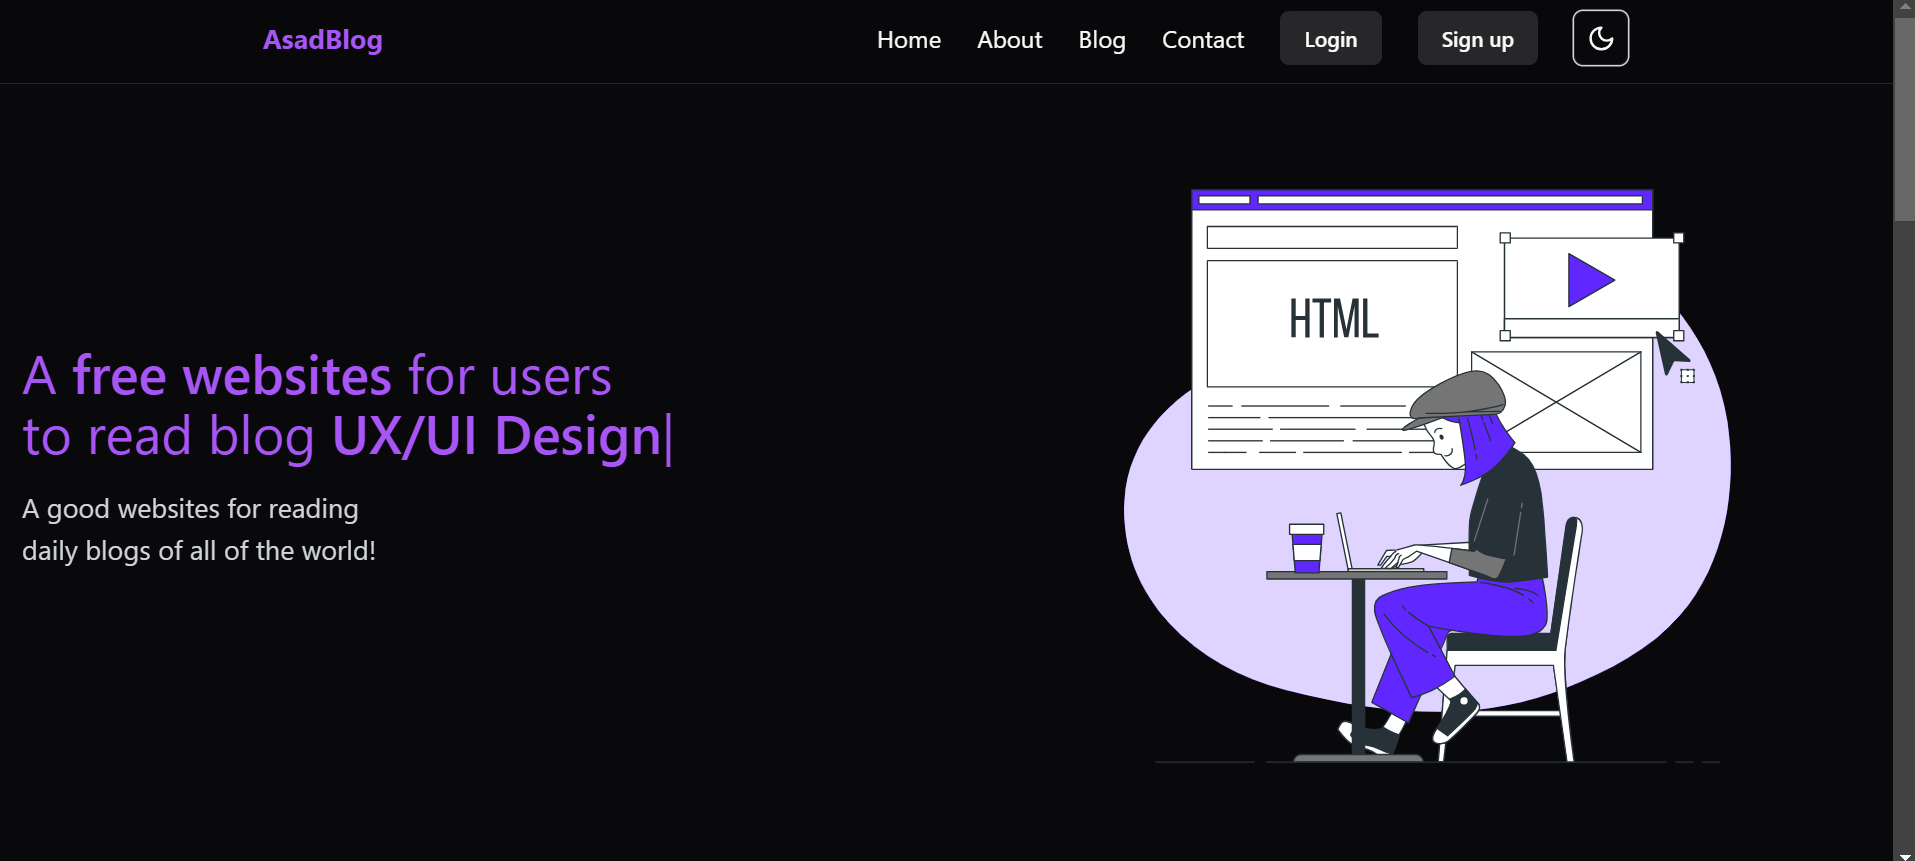 AsadBlog
Home About Blog Contact Login Sign up
HTML
A free websites for users
to read blog UX/UI Design|
A good websites for reading
daily blogs of all of the world!